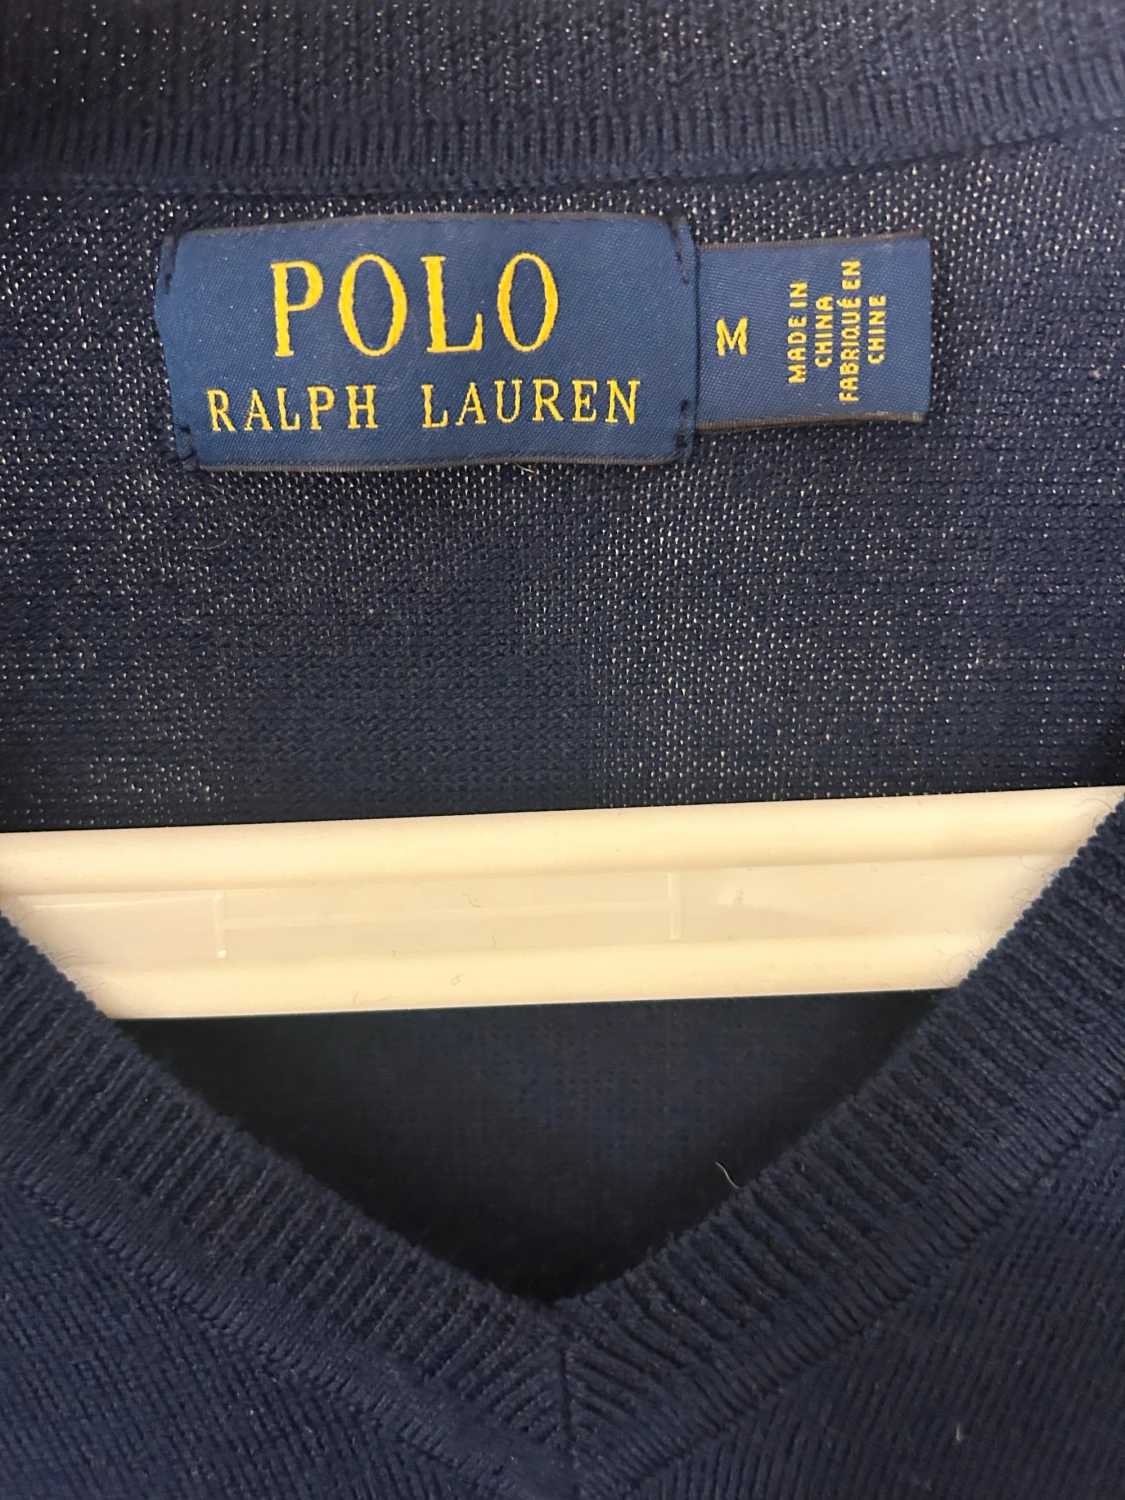 POLO
RALPH LAUREN
M
MADE IN
CHINA
FABRIQUÉ EN
CHINE